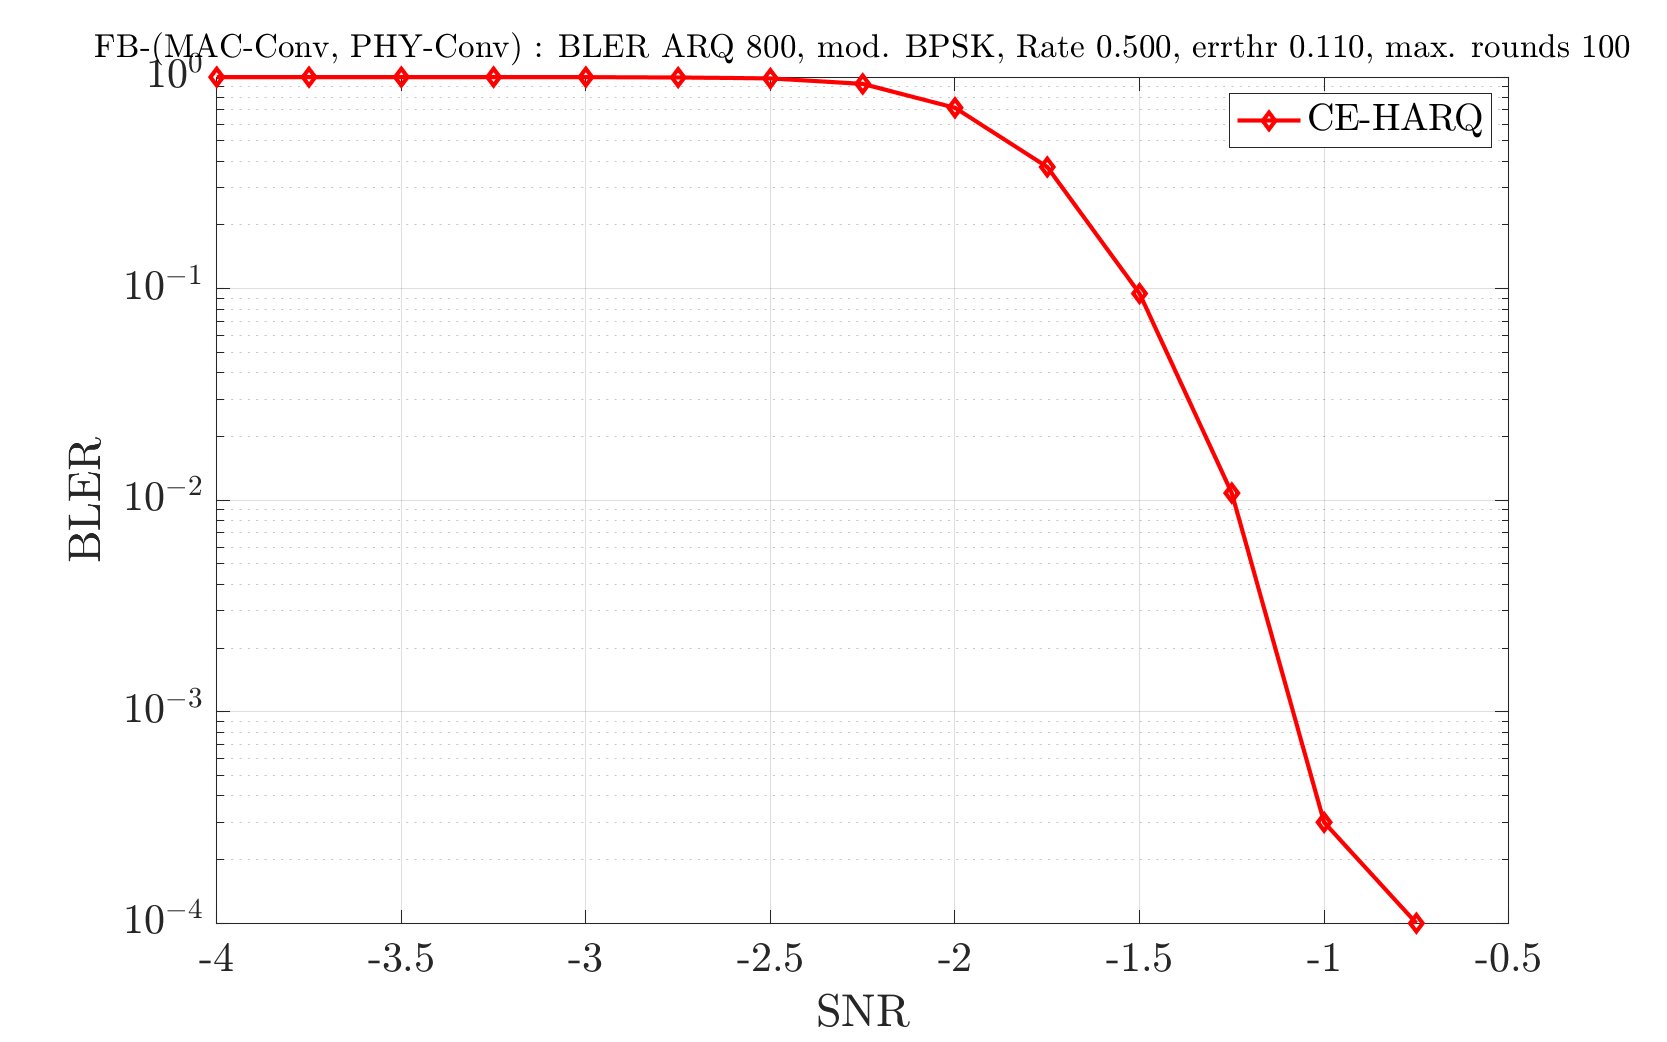 FB-(MAC-Conv, PHY-Conv) : BLER ARQ 800, mod. BPSK, Rate 0.500, errthr 0.110, max. rounds 100
10⁰
CE-HARQ
10⁻¹
10⁻²
10⁻³
10⁻⁴
BLER
-4 -3.5 -3 -2.5 -2 -1.5 -1 -0.5
SNR